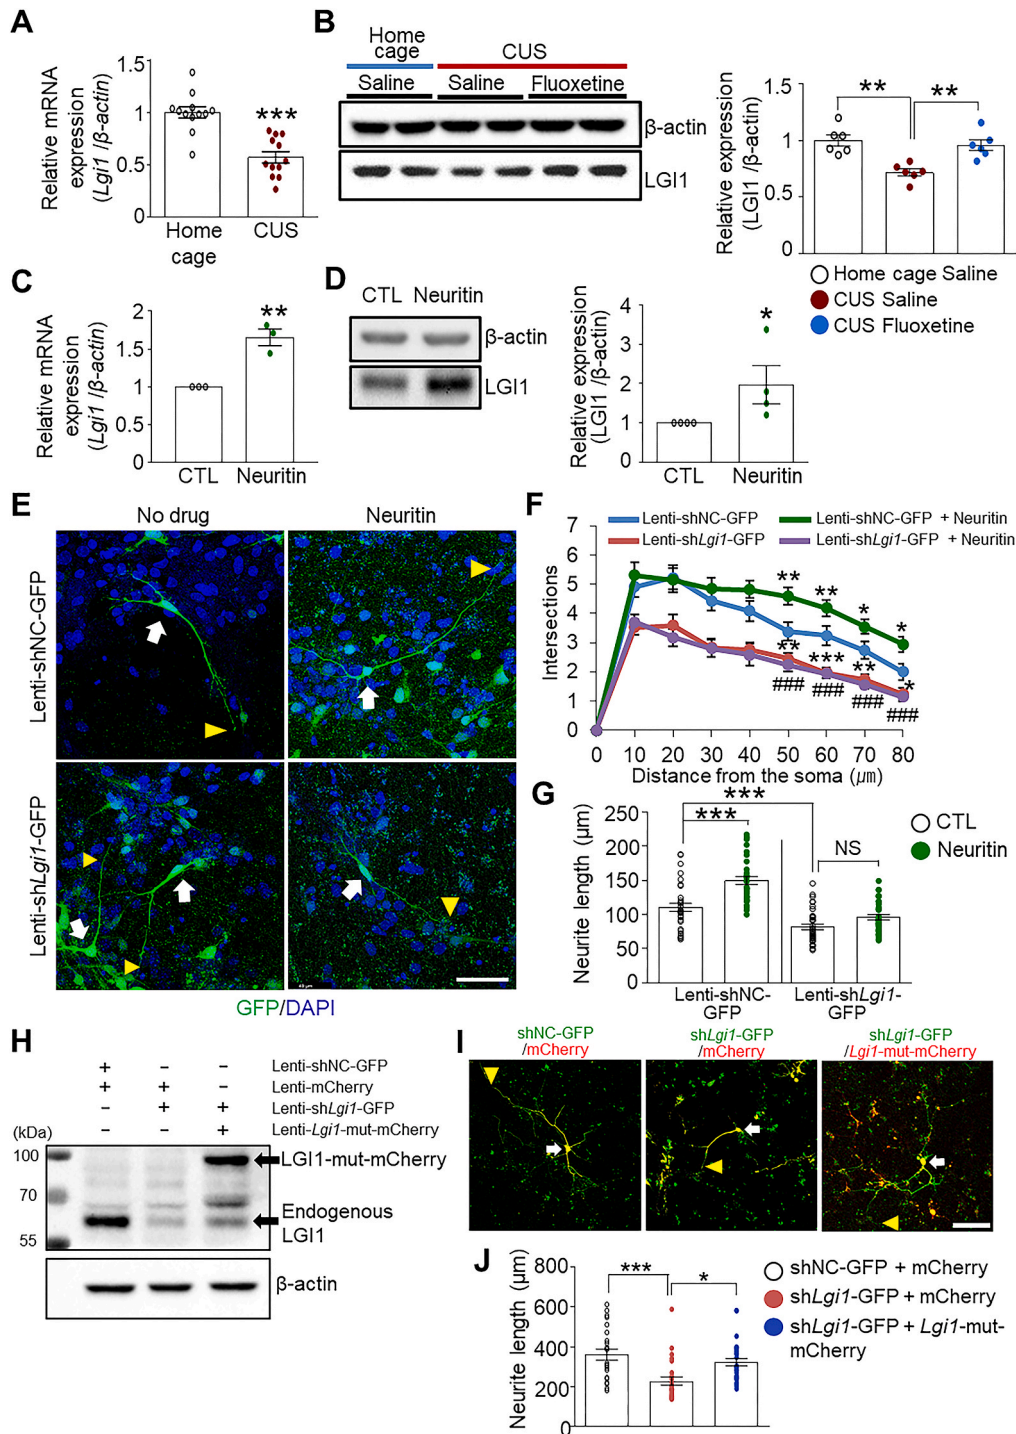 A
Relative mRNA
expression
(Lgi1 /β-actin)
1.5
1
0.5
0
***
Home
cage
CUS
B
Home
cage
CUS
Saline
Saline
Fluoxetine
β-actin
LGI1
Relative expression
(LGI1 /β-actin)
1.5
1
0.5
0
**
**
Home cage Saline
CUS Saline
CUS Fluoxetine
C
Relative mRNA
expression
(Lgi1 /β-actin)
2
1.5
1
0.5
0
**
CTL
Neuritin
D
CTL Neuritin
β-actin
LGI1
Relative expression
(LGI1 /β-actin)
4
3
2
1
0
*
CTL
Neuritin
E
No drug
Neuritin
Lenti-shNC-GFP
Lenti-shLgi1-GFP
GFP/DAPI
F
Lenti-shNC-GFP
Lenti-shNC-GFP + Neuritin
Lenti-shLgi1-GFP
Lenti-shLgi1-GFP + Neuritin
Intersections
7
6
5
4
3
2
1
0
** ** * *
** *** ** *
### ### ### ###
0 10 20 30 40 50 60 70 80
Distance from the soma (μm)
G
Neurite length (μm)
250
200
150
100
50
0
***
***
NS
CTL
Neuritin
Lenti-shNC-
GFP
Lenti-shLgi1-
GFP
H
+ – – Lenti-shNC-GFP
+ + – Lenti-mCherry
– + + Lenti-shLgi1-GFP
– – + Lenti-Lgi1-mut-mCherry
(kDa)
100
70
55
LGI1-mut-mCherry
Endogenous
LGI1
β-actin
I
shNC-GFP
/mCherry
shLgi1-GFP
/mCherry
shLgi1-GFP
/Lgi1-mut-mCherry
J
Neurite length (μm)
800
600
400
200
0
***
*
shNC-GFP + mCherry
shLgi1-GFP + mCherry
shLgi1-GFP + Lgi1-mut-
mCherry